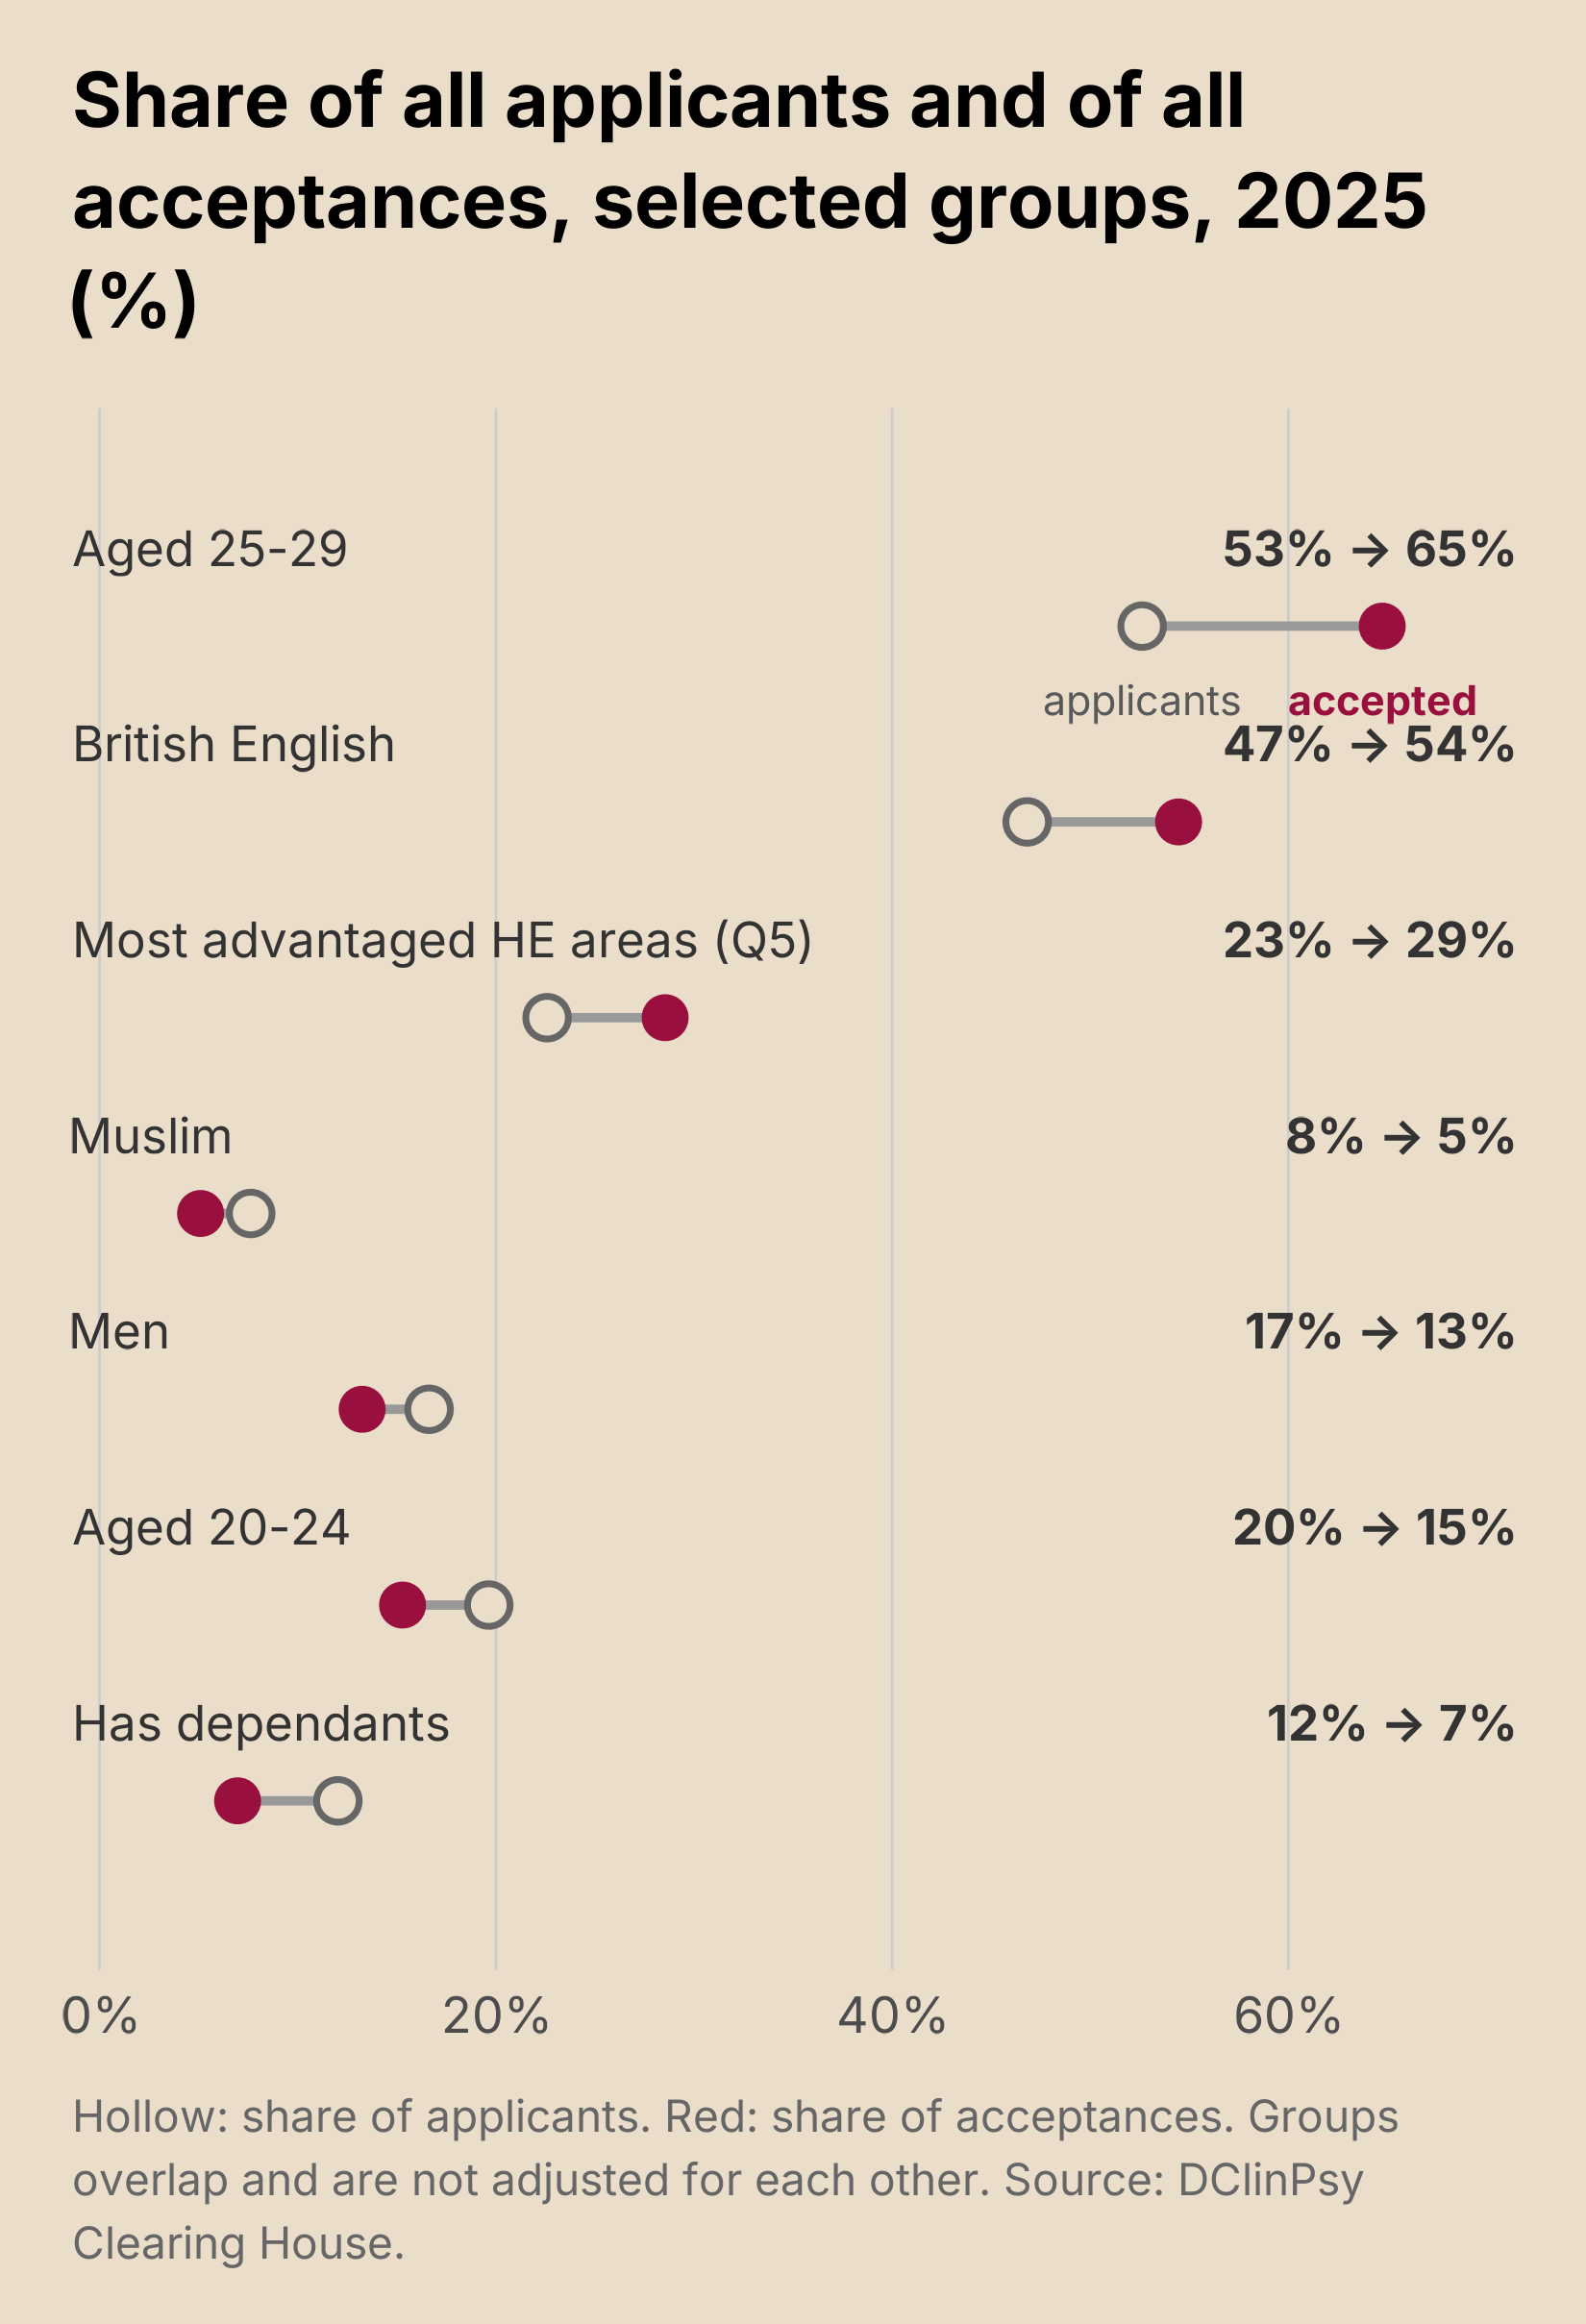 Share of all applicants and of all
acceptances, selected groups, 2025
(%)
Aged 25-29 53% → 65%
applicants accepted
British English 47% → 54%
Most advantaged HE areas (Q5) 23% → 29%
Muslim 8% → 5%
Men 17% → 13%
Aged 20-24 20% → 15%
Has dependants 12% → 7%
0% 20% 40% 60%
Hollow: share of applicants. Red: share of acceptances. Groups
overlap and are not adjusted for each other. Source: DClinPsy
Clearing House.